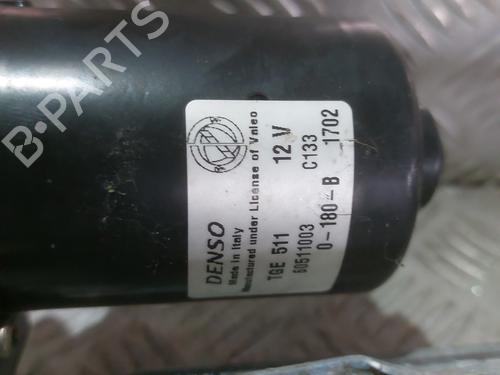 B-PARTS
DENSO
Made in Italy
Manufactured under License of Valeo
TGE 511 12 V
60511003 C133
0-180-B 1702